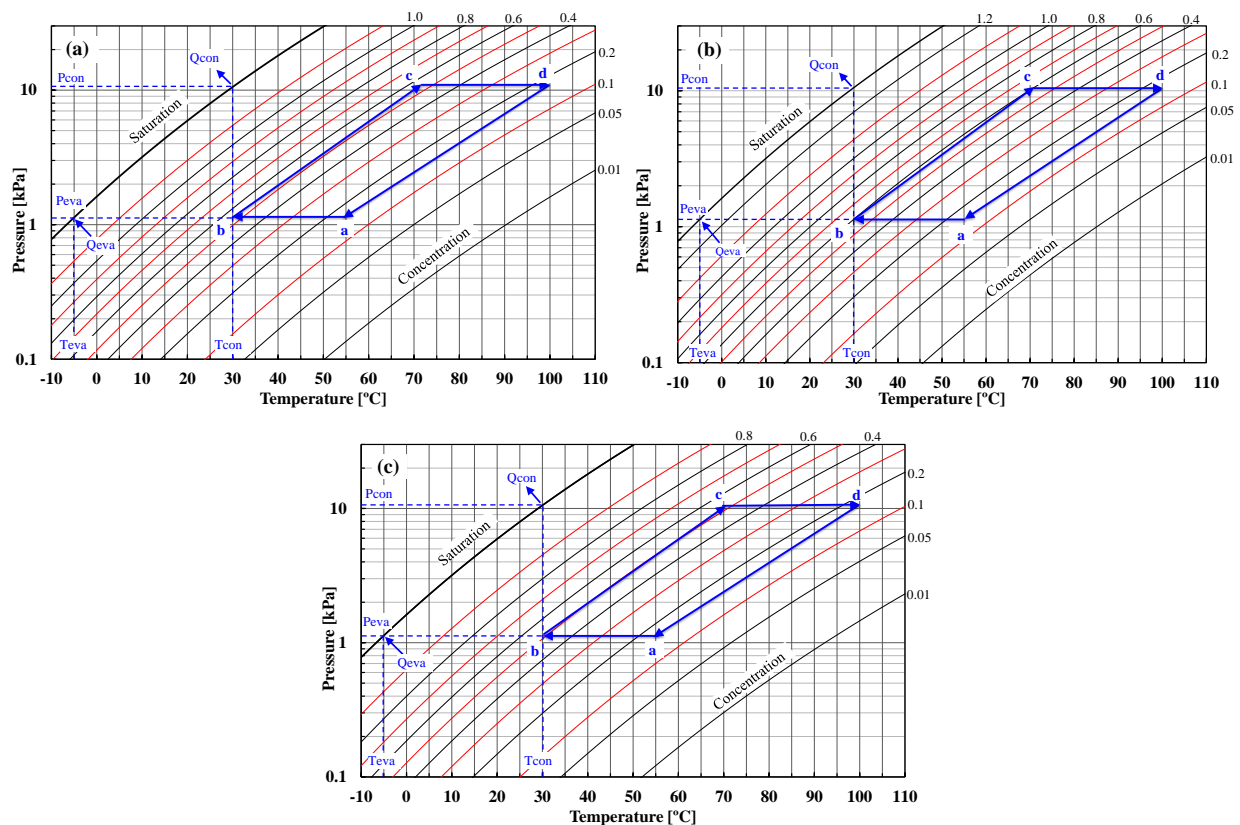 1.0 0.8 0.6 0.4
(a)
Qcon
c
d
0.2
Pcon
10
0.1
0.05
Saturation
0.01
Pressure [kPa]
Peva
1
b
a
Qeva
Concentration
Teva
Tcon
0.1
-10 0 10 20 30 40 50 60 70 80 90 100 110
Temperature [ºC]
1.2 1.0 0.8 0.6 0.4
(b)
Qcon
c
d
0.2
Pcon
10
0.1
0.05
Saturation
0.01
Pressure [kPa]
Peva
1
b
a
Qeva
Concentration
Teva
Tcon
0.1
-10 0 10 20 30 40 50 60 70 80 90 100 110
Temperature [ºC]
0.8 0.6 0.4
(c)
Qcon
c
d
0.2
Pcon
10
0.1
0.05
Saturation
0.01
Pressure [kPa]
Peva
1
b
a
Qeva
Concentration
Teva
Tcon
0.1
-10 0 10 20 30 40 50 60 70 80 90 100 110
Temperature [ºC]